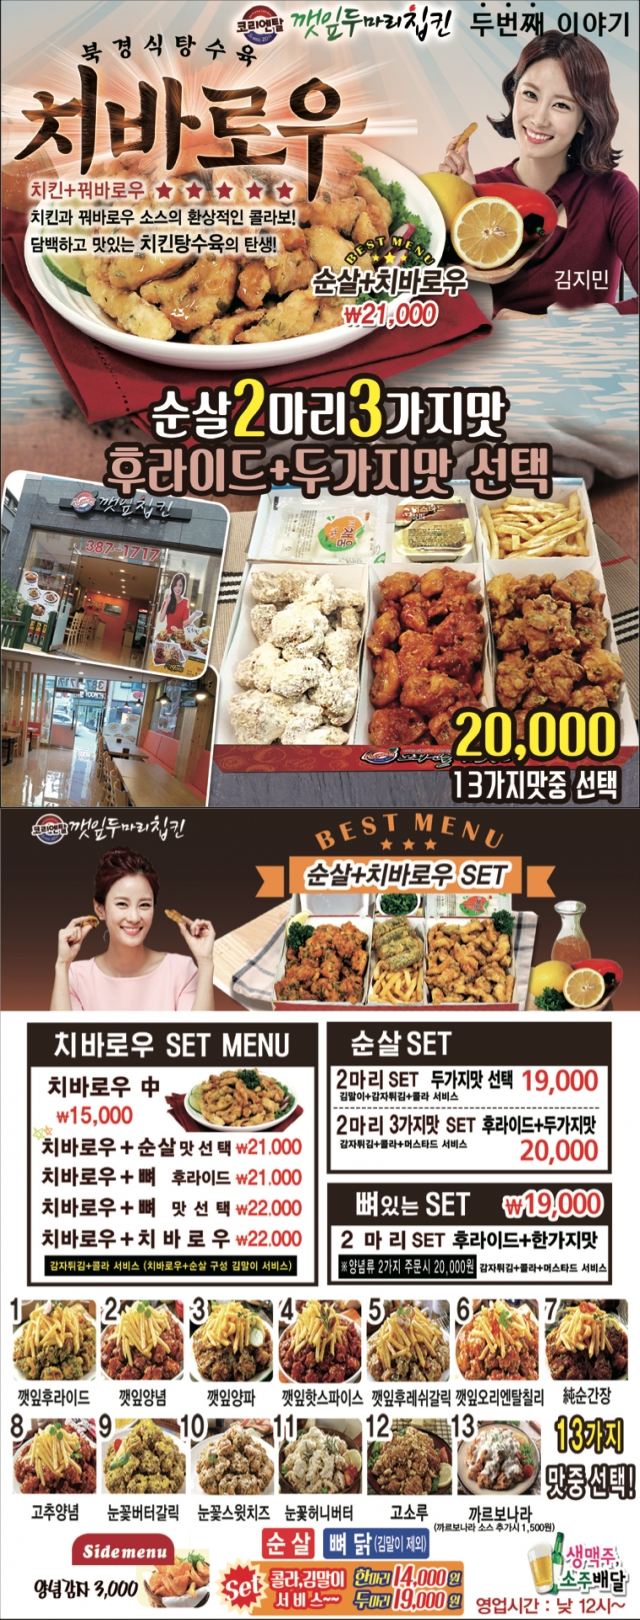 코리엔탈 깻잎두마리칩킨 두번째 이야기
북경식탕수육
치바로우
치킨+꿔바로우 ★★★★★
치킨과 꿔바로우 소스의 환상적인 콜라보!
담백하고 맛있는 치킨탕수육의 탄생!
BEST MENU
순살+치바로우
₩21,000
김지민
순살2마리3가지맛
후라이드+두가지맛 선택
깻잎칩킨
387-1717
20,000
13가지맛중 선택
코리엔탈 깻잎두마리칩킨
BEST MENU
순살+치바로우 SET
치바로우 SET MENU
치바로우 中
₩15,000
치바로우+순살 맛선택 ₩21.000
치바로우+뼈 후라이드 ₩21.000
치바로우+뼈 맛선택 ₩22.000
치바로우+치바로우 ₩22.000
감자튀김+콜라 서비스 (치바로우+순살 구성 김말이 서비스)
순살 SET
2마리 SET 두가지맛 선택 19,000
김말이+감자튀김+콜라 서비스
2마리 3가지맛 SET 후라이드+두가지맛
감자튀김+콜라+머스타드 서비스
20,000
뼈있는 SET ₩19,000
2 마리 SET 후라이드+한가지맛
※양념류 2가지 주문시 20,000원 감자튀김+콜라+머스타드 서비스
1 2 3 4 5 6 7
깻잎후라이드 깻잎양념 깻잎양파 깻잎핫스파이스 깻잎후레쉬갈릭 깻잎오리엔탈칠리 純순간장
8 9 10 11 12 13
고추양념 눈꽃버터갈릭 눈꽃스윗치즈 눈꽃허니버터 고소루 까르보나라
(까르보나라 소스 추가시 1,500원)
13가지
맛중 선택!
순살 뼈닭 (김말이 제외)
Sidemenu
양념감자 3,000
Set 콜라,김말이 서비스~~
한마리 14,000원
두마리 19,000원
생맥주,
소주배달
영업시간 : 낮 12시~